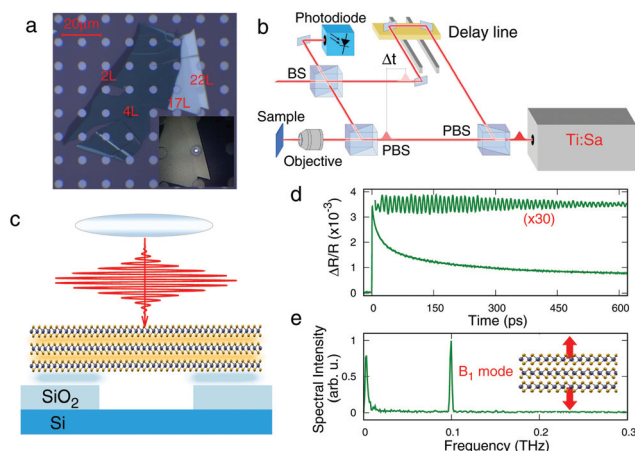 a
20μm
2L
22L
17L
4L
b
Photodiode
Delay line
Δt
BS
Sample
PBS
PBS
Objective
Ti:Sa
c
SiO₂
Si
d
ΔR/R (x10⁻³)
4
3
2
1
0
(x30)
0
150
300
450
600
Time (ps)
e
Spectral Intensity
(arb. u.)
1
0.5
0
B₁ mode
0
0.1
0.2
0.3
Frequency (THz)